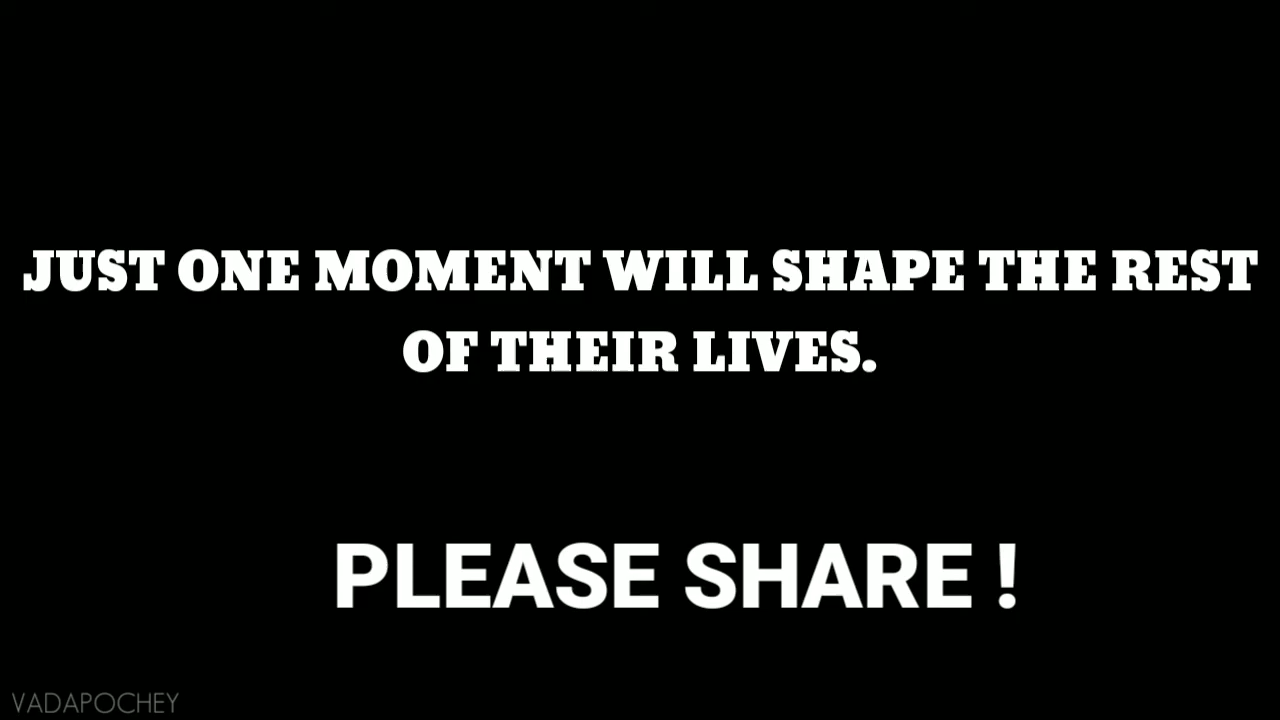 JUST ONE MOMENT WILL SHAPE THE REST
OF THEIR LIVES.
PLEASE SHARE !
VADAPOCHEY